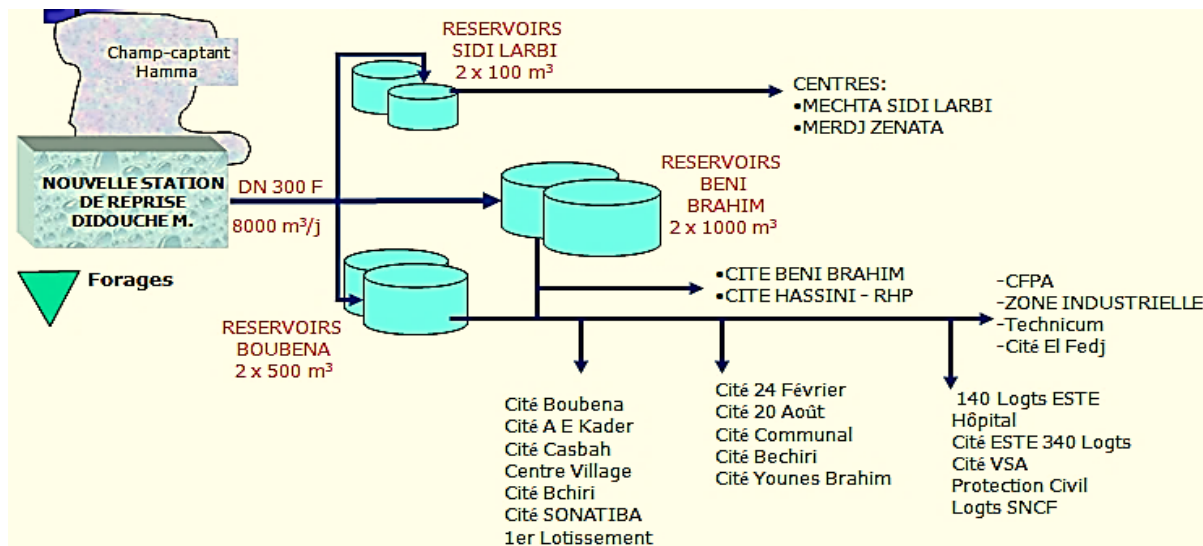 Champ-captant
Hamma
NOUVELLE STATION
DE REPRISE
DIDOUCHE M.
Forages
DN 300 F
8000 m³/j
RESERVOIRS
SIDI LARBI
2 x 100 m³
CENTRES:
•MECHTA SIDI LARBI
•MERDJ ZENATA
RESERVOIRS
BENI
BRAHIM
2 x 1000 m³
RESERVOIRS
BOUBENA
2 x 500 m³
•CITE BENI BRAHIM
•CITE HASSINI - RHP
-CFPA
-ZONE INDUSTRIELLE
-Technicum
-Cité El Fedj
Cité Boubena
Cité A E Kader
Cité Casbah
Centre Village
Cité Bchiri
Cité SONATIBA
1er Lotissement
Cité 24 Février
Cité 20 Août
Cité Communal
Cité Bechiri
Cité Younes Brahim
140 Logts ESTE
Hôpital
Cité ESTE 340 Logts
Cité VSA
Protection Civil
Logts SNCF